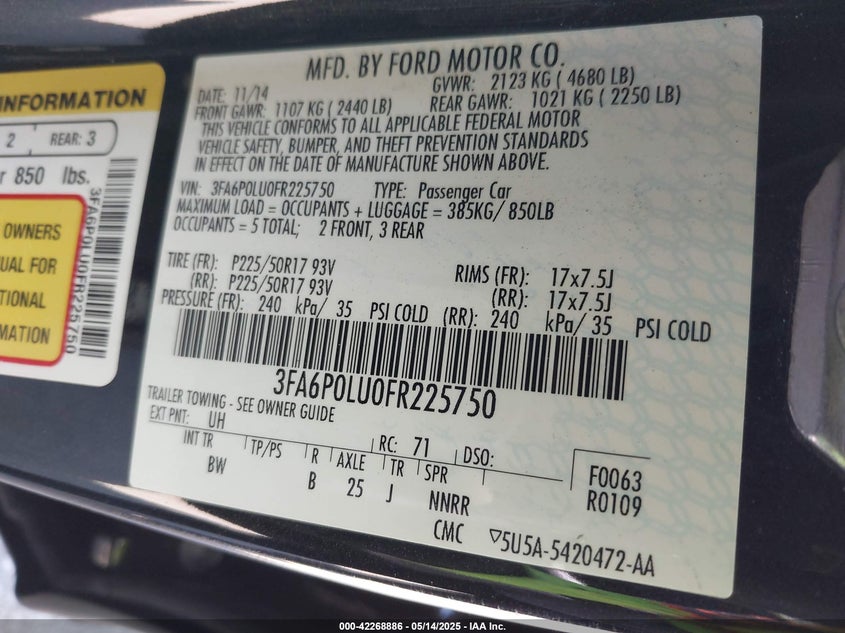 INFORMATION
2 REAR: 3
850 lbs.
3FA6P0LU0FR225750
OWNERS
FOR
MFD. BY FORD MOTOR CO.
DATE: 11/14 GVWR: 2123 KG ( 4680 LB)
FRONT GAWR: 1107 KG ( 2440 LB) REAR GAWR: 1021 KG ( 2250 LB)
THIS VEHICLE CONFORMS TO ALL APPLICABLE FEDERAL MOTOR
VEHICLE SAFETY, BUMPER, AND THEFT PREVENTION STANDARDS
IN EFFECT ON THE DATE OF MANUFACTURE SHOWN ABOVE.
VIN: 3FA6P0LU0FR225750 TYPE: Passenger Car
MAXIMUM LOAD = OCCUPANTS + LUGGAGE = 385KG/ 850LB
OCCUPANTS = 5 TOTAL; 2 FRONT, 3 REAR
TIRE (FR): P225/50R17 93V RIMS (FR): 17x7.5J
(RR): P225/50R17 93V (RR): 17x7.5J
PRESSURE (FR): 240 kPa/ 35 PSI COLD (RR): 240 kPa/ 35 PSI COLD
3FA6P0LU0FR225750
TRAILER TOWING - SEE OWNER GUIDE
EXT PNT: UH RC: 71 DSO:
INT TR TP/PS R AXLE TR SPR F0063
BW B 25 J NNRR R0109
CMC ▽5U5A-5420472-AA
000-42268886 - 05/14/2025 - IAA Inc.